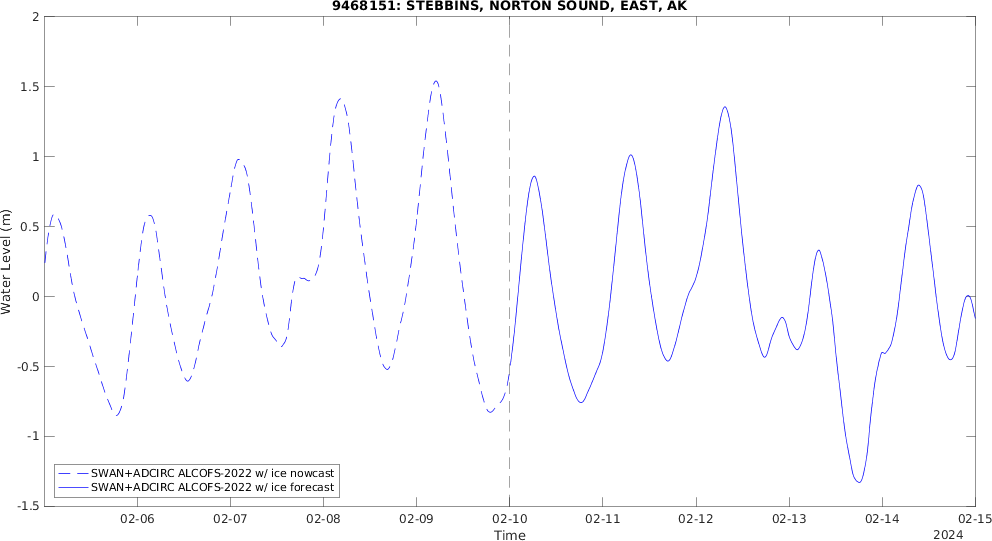 9468151: STEBBINS, NORTON SOUND, EAST, AK
2
1.5
1
0.5
0
-0.5
-1
-1.5
Water Level (m)
SWAN+ADCIRC ALCOFS-2022 w/ ice nowcast
SWAN+ADCIRC ALCOFS-2022 w/ ice forecast
02-06 02-07 02-08 02-09 02-10 02-11 02-12 02-13 02-14 02-15
Time
2024